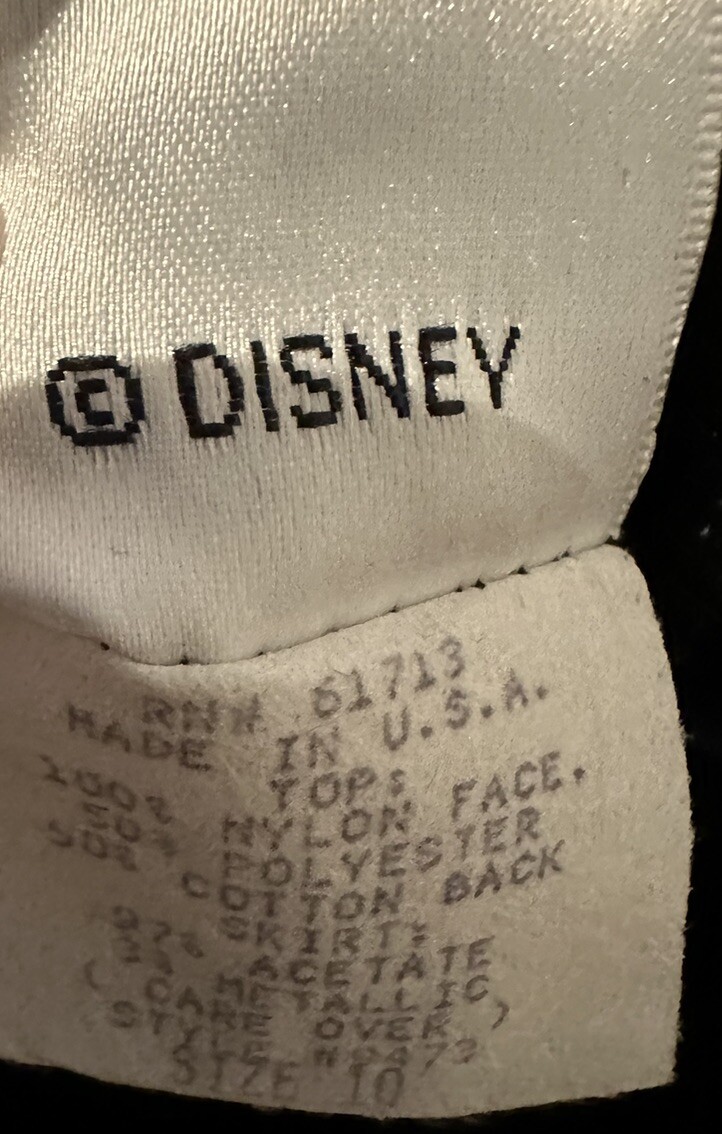 © DISNEY
RN# 61713
MADE IN U.S.A.
TOP:
100% NYLON FACE.
50% POLYESTER
50% COTTON BACK
SKIRT:
ACETATE
METALLIC
CARE OVER
STYLE
SIZE 10